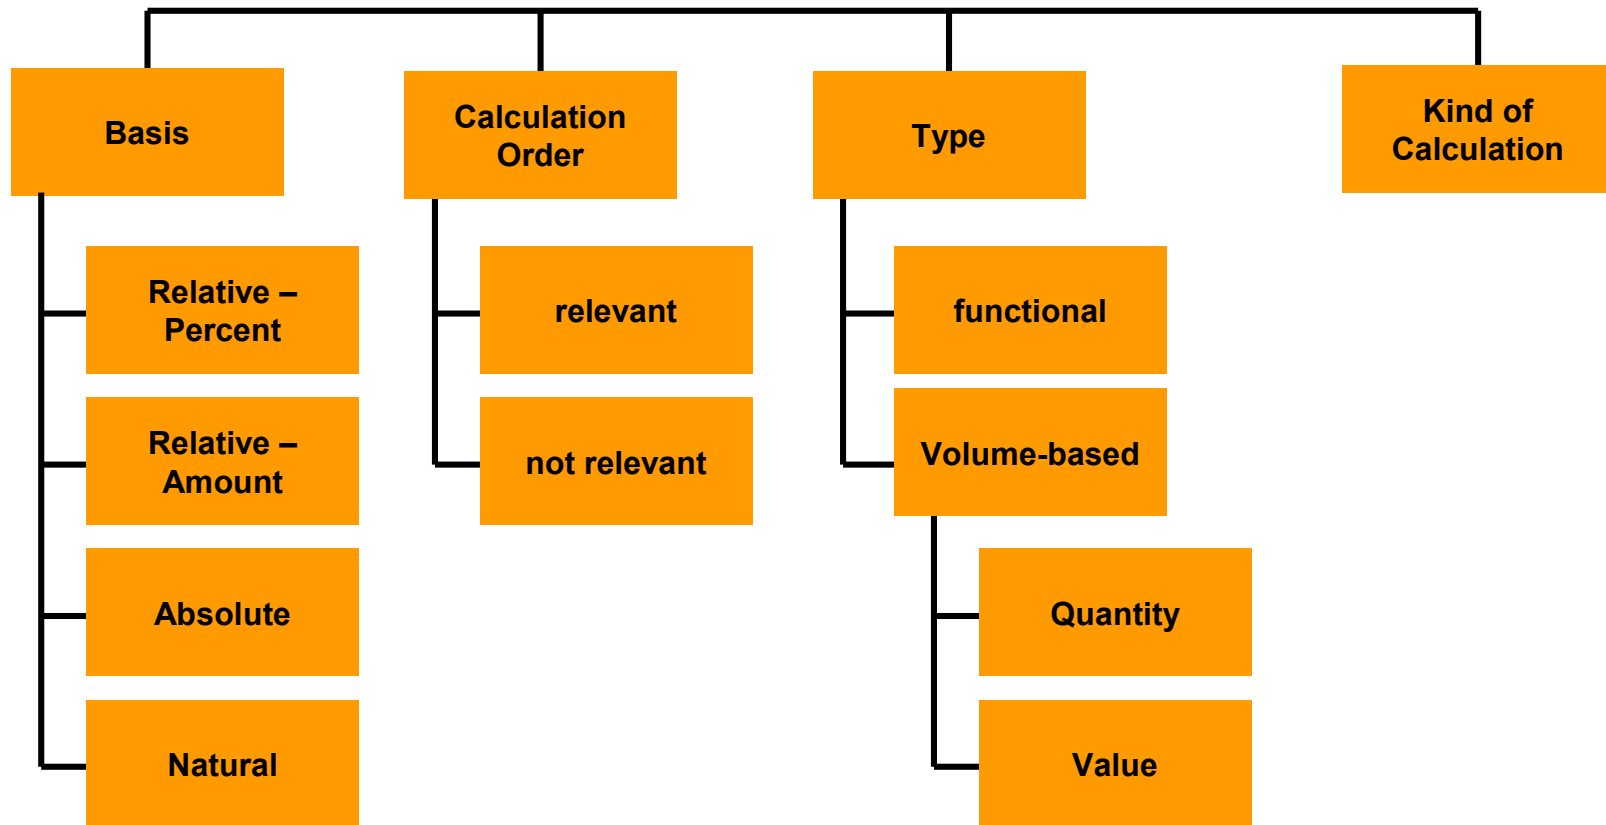 Basis
Calculation
Order
Type
Kind of
Calculation
Relative –
Percent
relevant
functional
Relative –
Amount
not relevant
Volume-based
Absolute
Quantity
Natural
Value